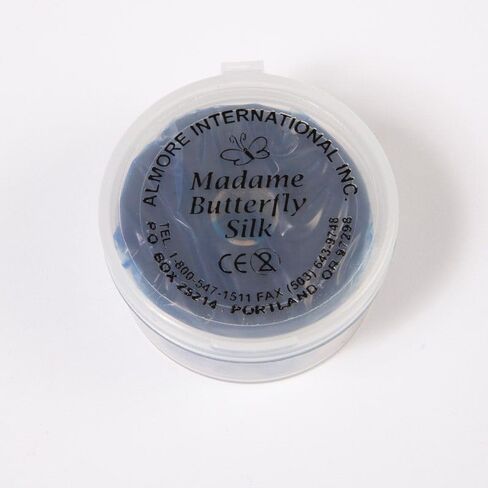 ALMORE INTERNATIONAL INC.
Madame
Butterfly
Silk
CE
TEL. 1-800-547-1511 FAX (503) 643-9748
P.O. BOX 25214 PORTLAND, OR 97298